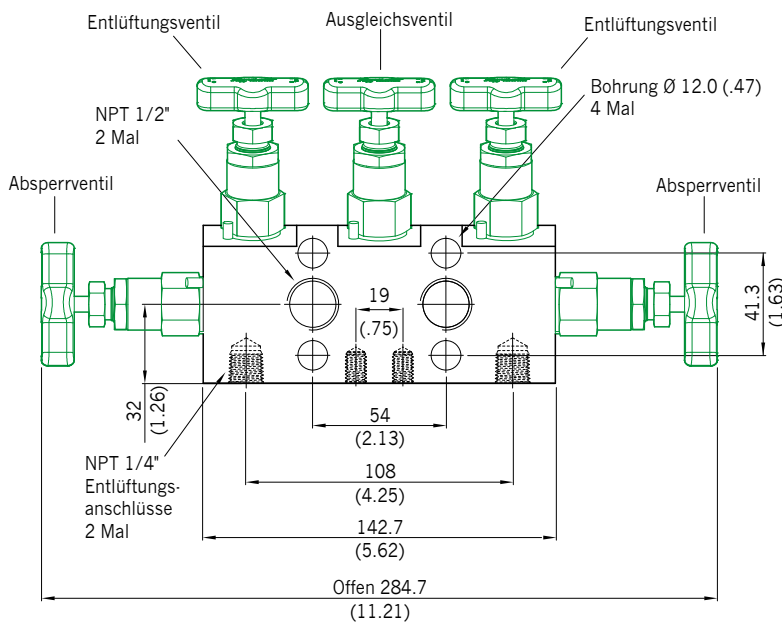 Entlüftungsventil
Ausgleichsventil
Entlüftungsventil
NPT 1/2"
2 Mal
Bohrung Ø 12.0 (.47)
4 Mal
Absperrventil
Absperrventil
19
(.75)
41.3
(1.63)
32
(1.26)
54
(2.13)
NPT 1/4"
Entlüftungs-
anschlüsse
2 Mal
108
(4.25)
142.7
(5.62)
Offen 284.7
(11.21)